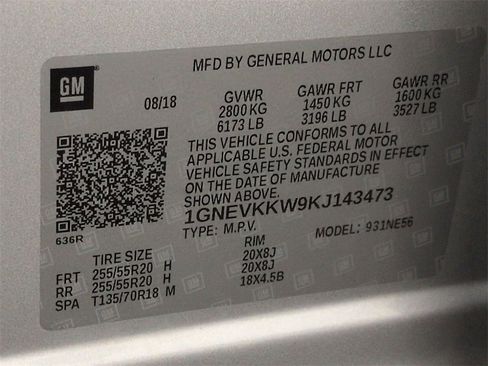 MFD BY GENERAL MOTORS LLC
GM
08/18
GVWR GAWR FRT GAWR RR
2800 KG 1450 KG 1600 KG
6173 LB 3196 LB 3527 LB
THIS VEHICLE CONFORMS TO ALL
APPLICABLE U.S. FEDERAL MOTOR
VEHICLE SAFETY STANDARDS IN EFFECT
ON THE DATE OF MANUFACTURE
SHOWN ABOVE.
1GNEVKKW9KJ143473
636R
TYPE: M.P.V. MODEL: 931NE56
TIRE SIZE RIM
FRT 255/55R20 H 20X8J
RR 255/55R20 H 20X8J
SPA T135/70R18 M 18X4.5B